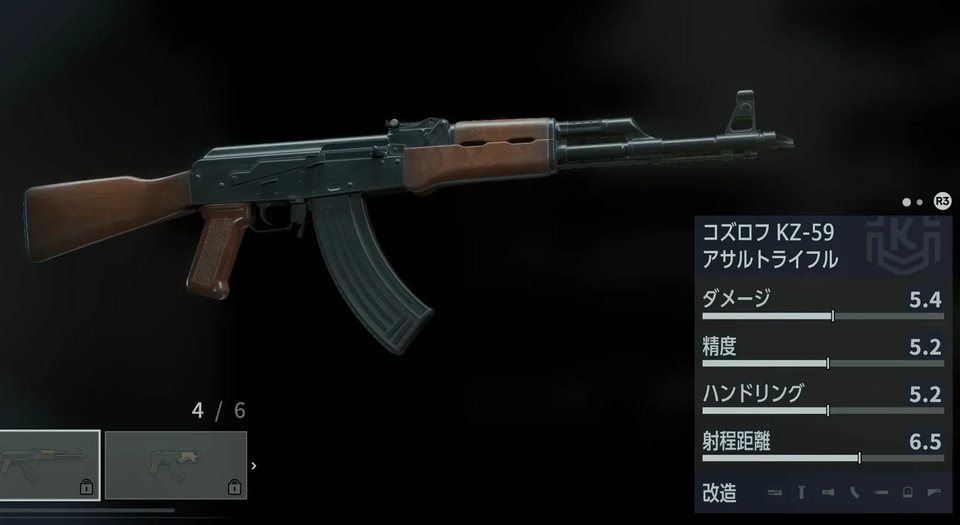 R3
コズロフ KZ-59
アサルトライフル
ダメージ 5.4
精度 5.2
ハンドリング 5.2
射程距離 6.5
改造
4 / 6
K